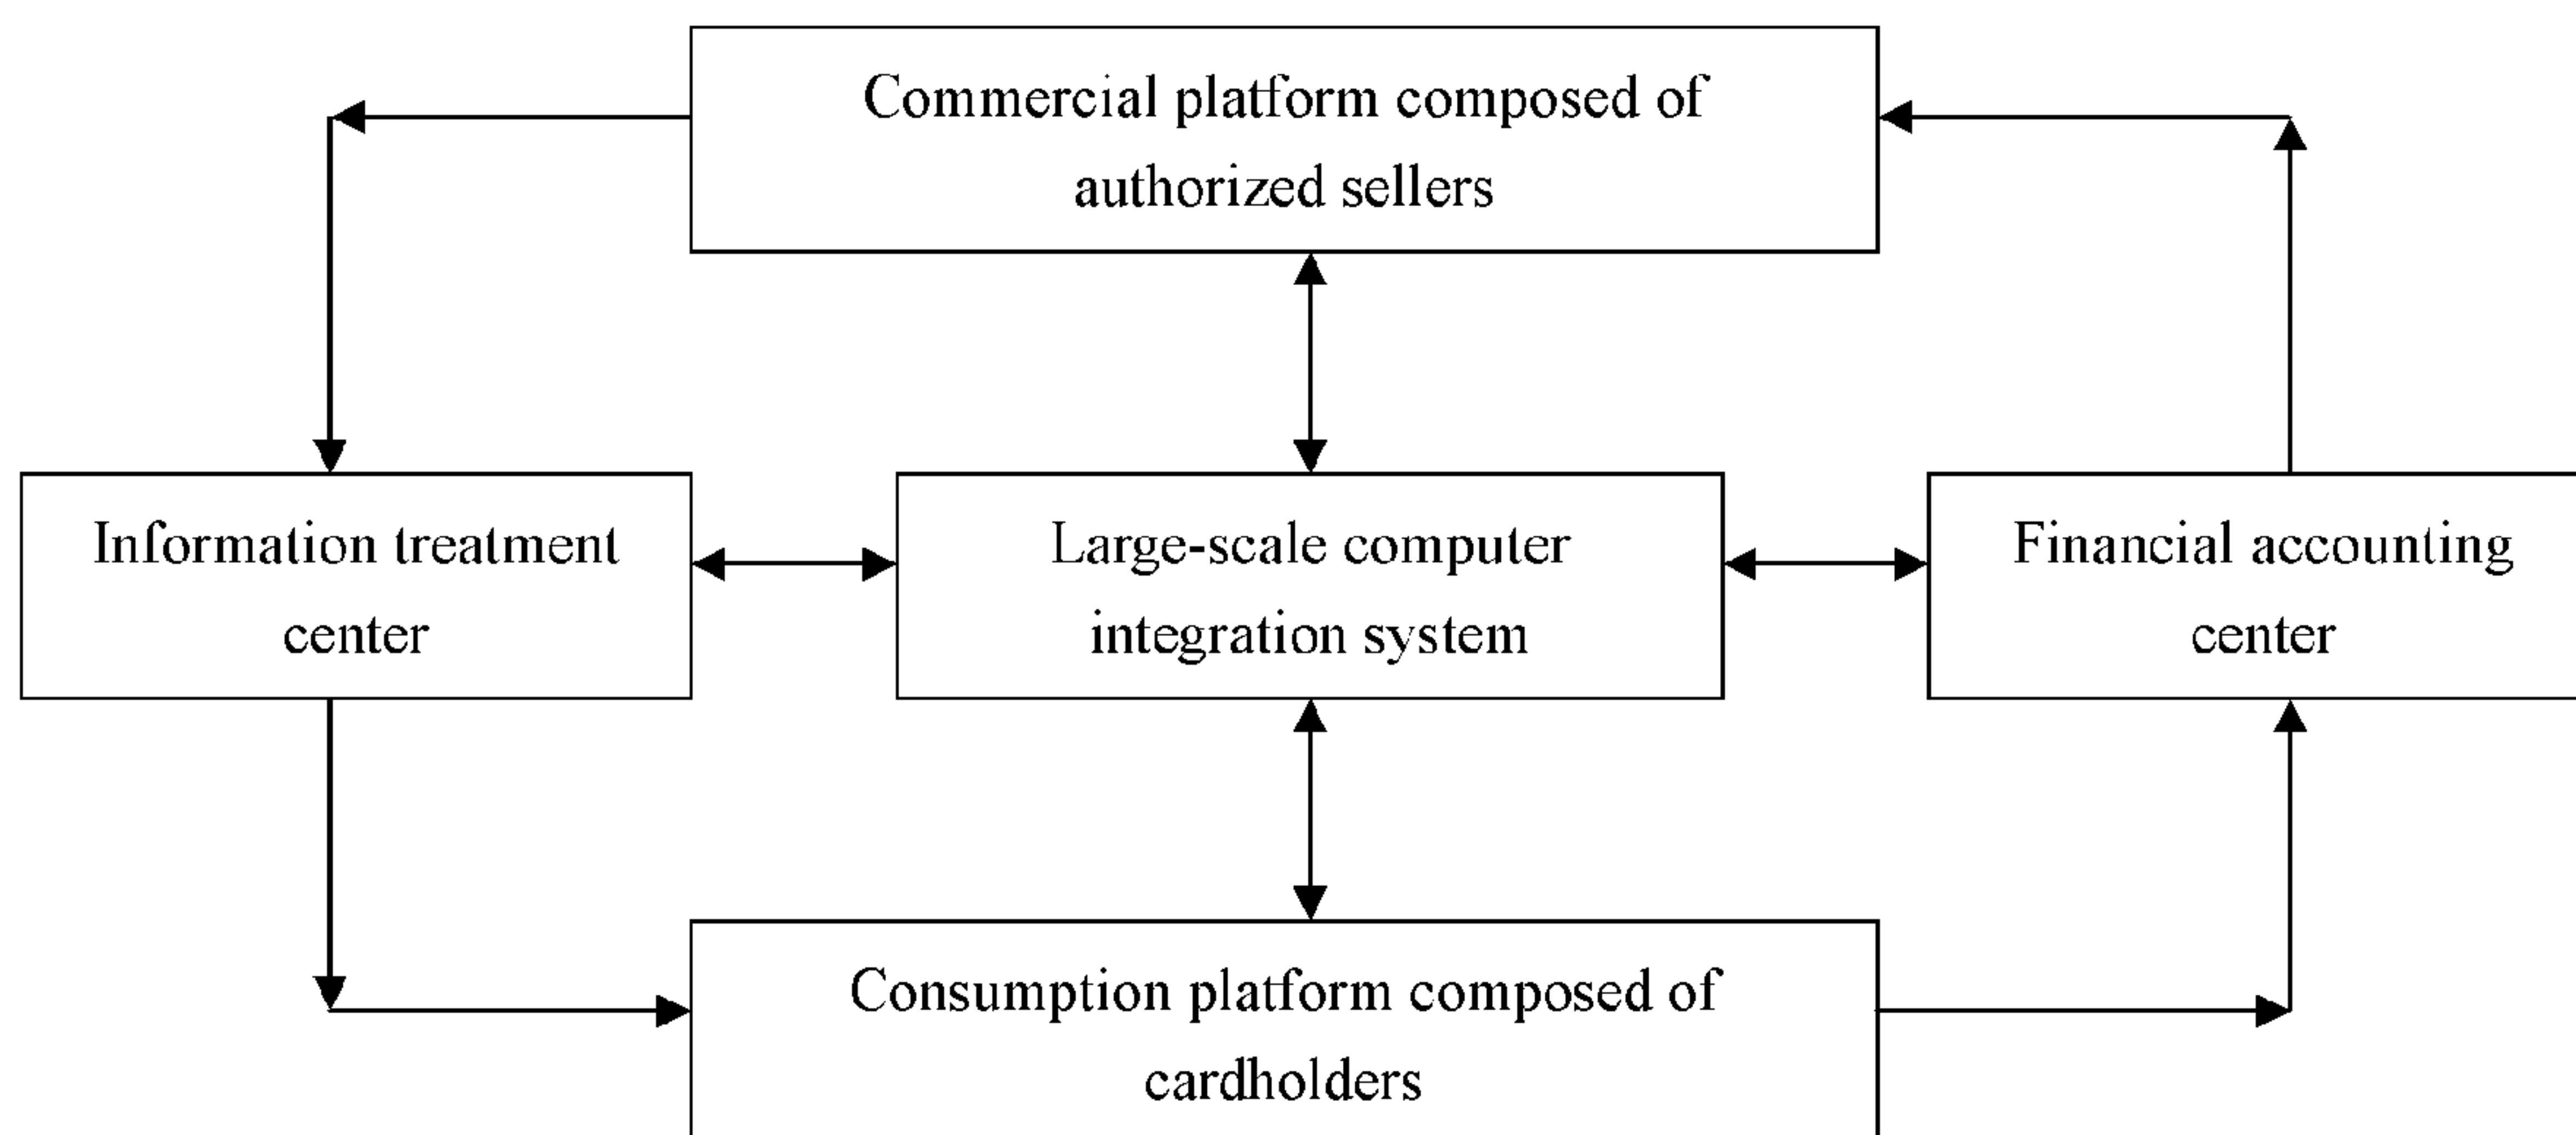 Commercial platform composed of
authorized sellers
Information treatment
center
Large-scale computer
integration system
Financial accounting
center
Consumption platform composed of
cardholders